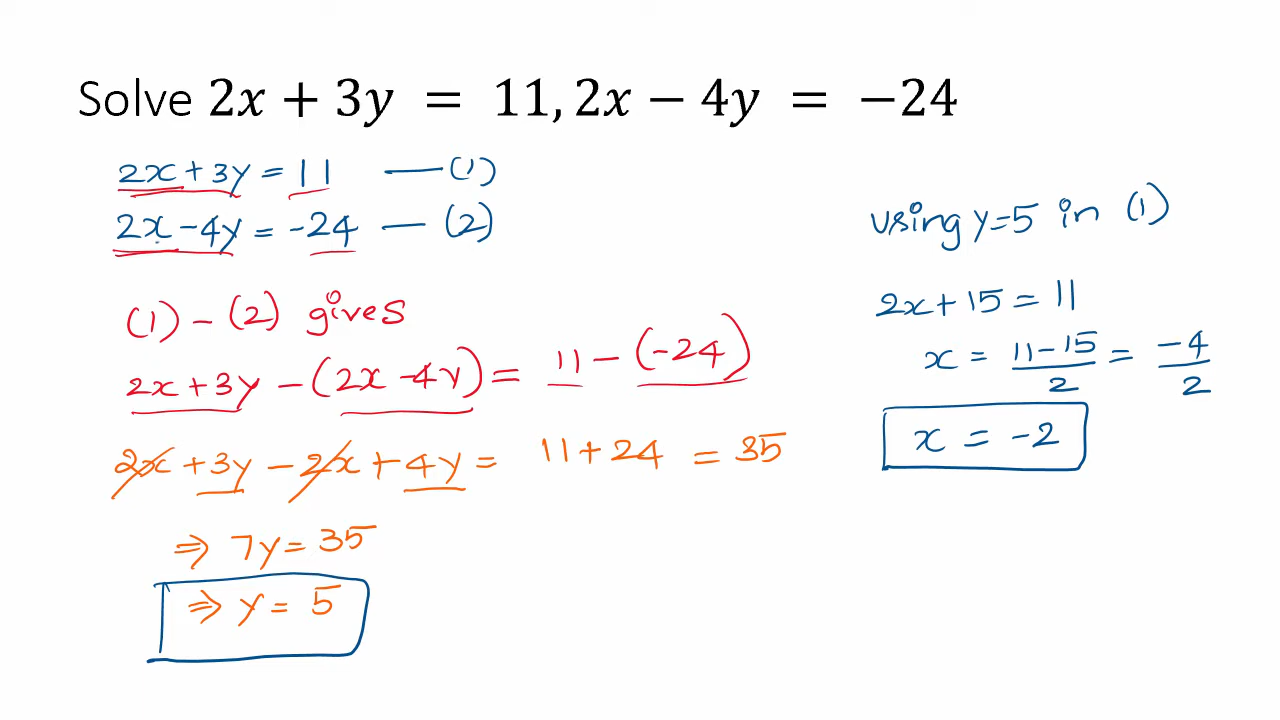 Solve 2x + 3y = 11, 2x − 4y = −24
2x + 3y = 11 —(1)
2x − 4y = -24 — (2)
(1) − (2) gives
2x + 3y − (2x − 4y) = 11 − (−24)
2x + 3y − 2x + 4y = 11 + 24 = 35
⇒ 7y = 35
⇒ y = 5
using y=5 in (1)
2x + 15 = 11
x = 11−15/2 = −4/2
x = −2